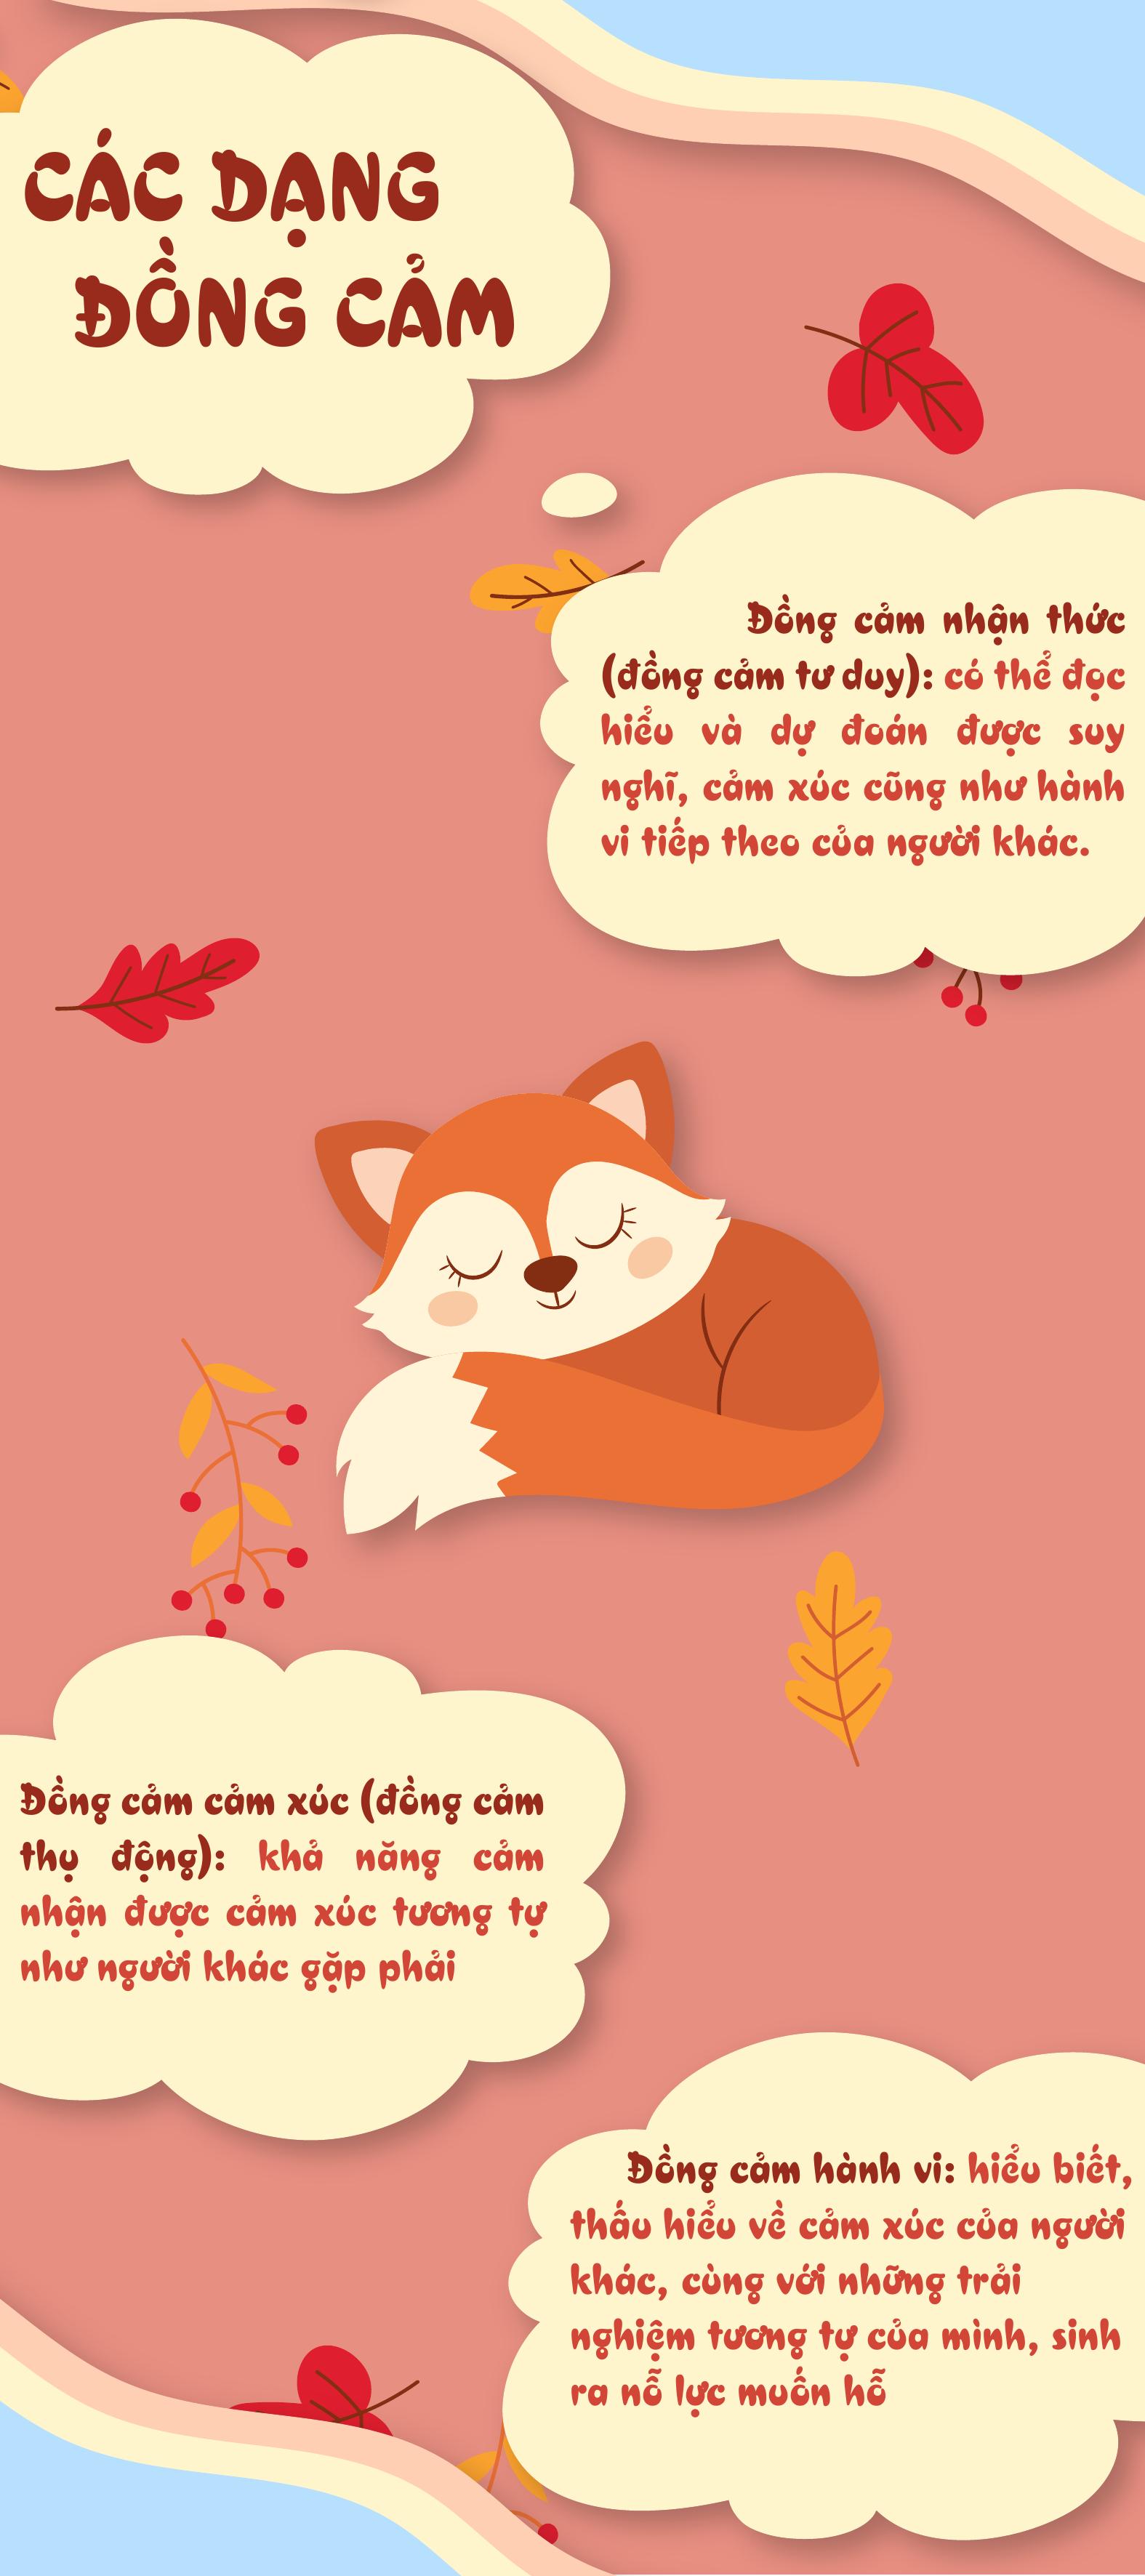 CÁC DẠNG
ĐỒNG CẢM
Đồng cảm nhận thức
(đồng cảm tư duy): có thể đọc
hiểu và dự đoán được suy
nghĩ, cảm xúc cũng như hành
vi tiếp theo của người khác.
Đồng cảm cảm xúc (đồng cảm
thụ động): khả năng cảm
nhận được cảm xúc tương tự
như người khác gặp phải
Đồng cảm hành vi: hiểu biết,
thấu hiểu về cảm xúc của người
khác, cùng với những trải
nghiệm tương tự của mình, sinh
ra nỗ lực muốn hỗ